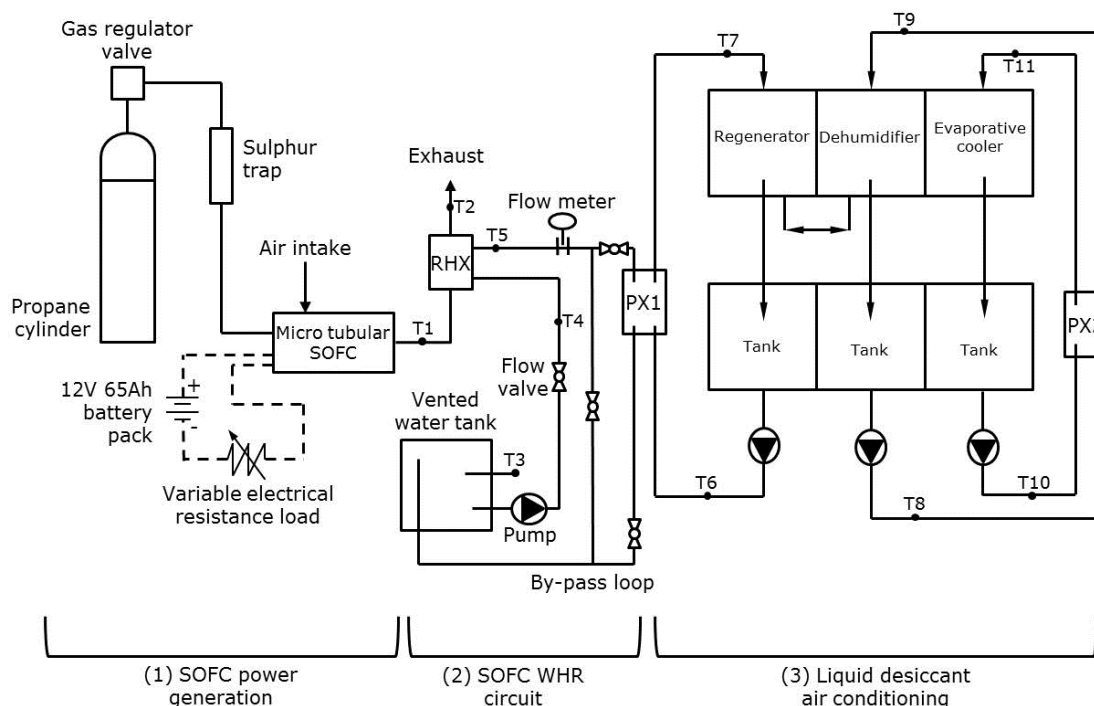 Gas regulator
valve
Sulphur
trap
Propane
cylinder
Air intake
Micro tubular
SOFC
12V 65Ah
battery
pack
+
-
Variable electrical
resistance load
T1
Exhaust
T2
RHX
T5
Flow meter
T4
Flow
valve
Vented
water tank
T3
Pump
By-pass loop
PX1
T7
T6
T9
T11
Regenerator
Dehumidifier
Evaporative
cooler
Tank
Tank
Tank
T8
T10
(1) SOFC power
generation
(2) SOFC WHR
circuit
(3) Liquid desiccant
air conditioning